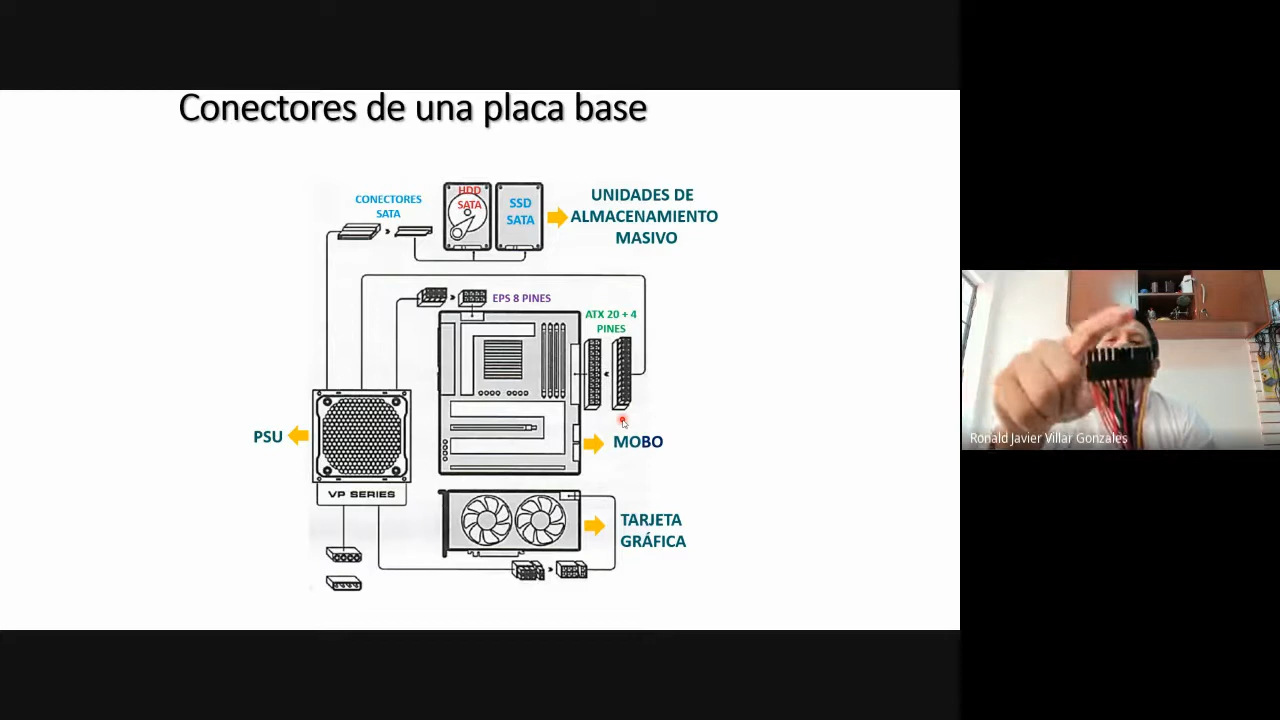 Conectores de una placa base
CONECTORES
SATA
HDD
SATA
SSD
SATA
UNIDADES DE
ALMACENAMIENTO
MASIVO
EPS 8 PINES
ATX 20 + 4
PINES
PSU
MOBO
VP SERIES
TARJETA
GRÁFICA
Ronald Javier Villar Gonzales